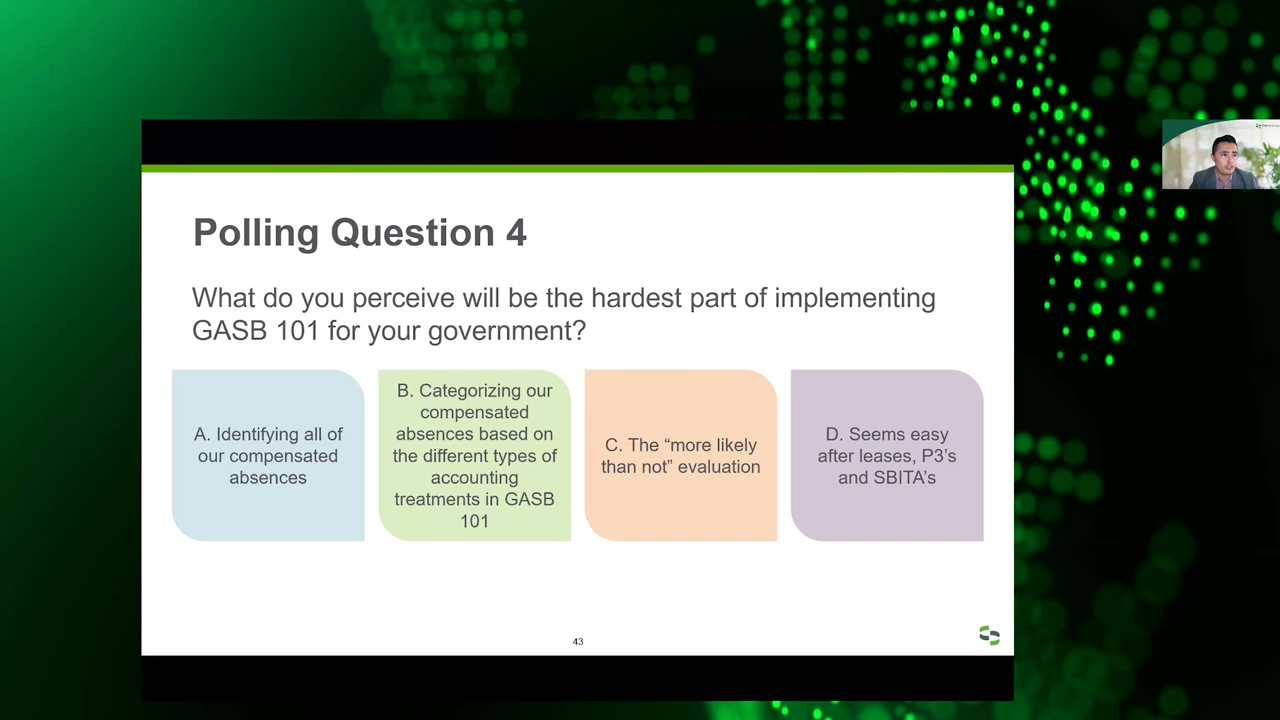 Polling Question 4
What do you perceive will be the hardest part of implementing
GASB 101 for your government?
A. Identifying all of
our compensated
absences
B. Categorizing our
compensated
absences based on
the different types of
accounting
treatments in GASB
101
C. The “more likely
than not” evaluation
D. Seems easy
after leases, P3’s
and SBITA’s
43